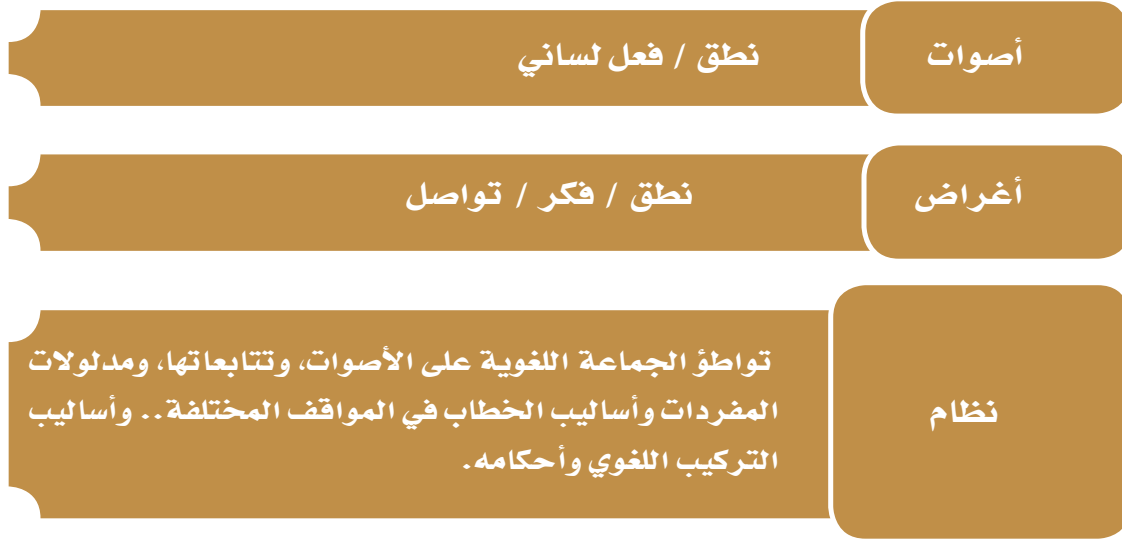 أصوات
نطق / فعل لساني
أغراض
نطق / فكر / تواصل
نظام
تواطؤ الجماعة اللغوية على الأصوات، وتتابعاتها، ومدلولات
المفردات وأساليب الخطاب في المواقف المختلفة.. وأساليب
التركيب اللغوي وأحكامه.